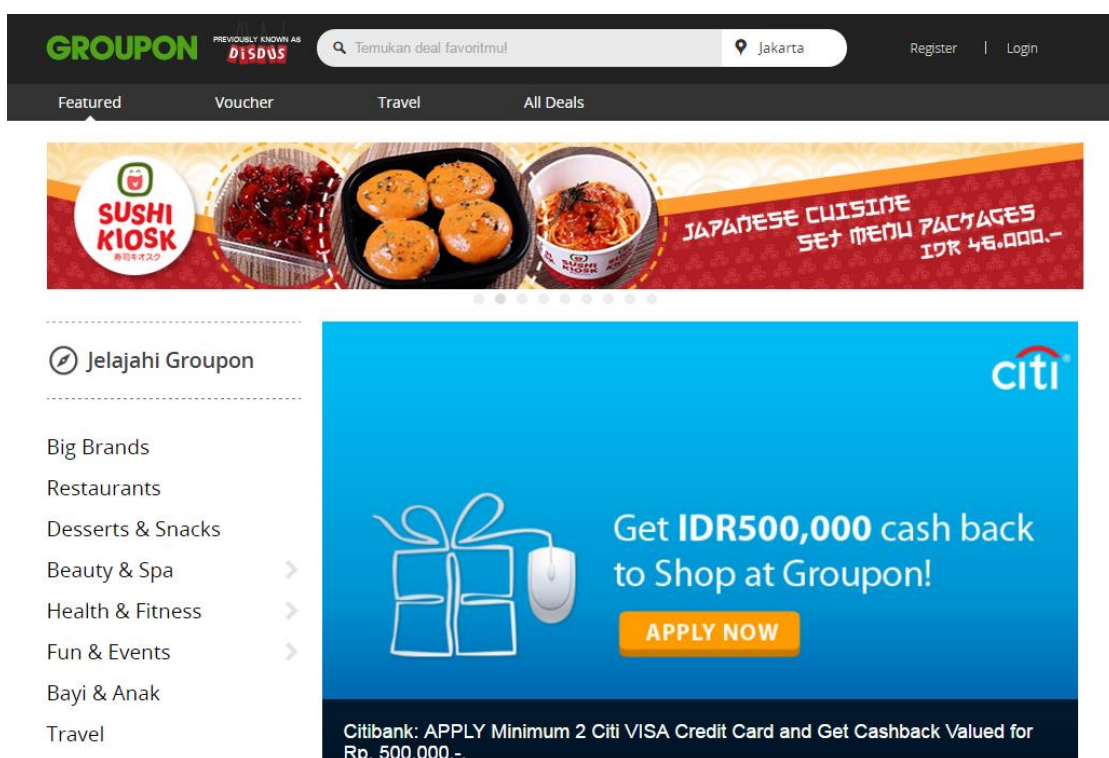 GROUPON PREVIOUSLY KNOWN AS
DISDUS
Temukan deal favoritmu!
Jakarta
Register | Login
Featured Voucher Travel All Deals
SUSHI
KIOSK
寿司キオスク
SUSHI
KIOSK
JAPANESE CUISINE
SET MENU PACKAGES
IDR 45.000.-
citi
Jelajahi Groupon
Big Brands
Restaurants
Desserts & Snacks
Beauty & Spa
Health & Fitness
Fun & Events
Bayi & Anak
Travel
Get IDR500,000 cash back
to Shop at Groupon!
APPLY NOW
Citibank: APPLY Minimum 2 Citi VISA Credit Card and Get Cashback Valued for
Rp. 500.000,-.